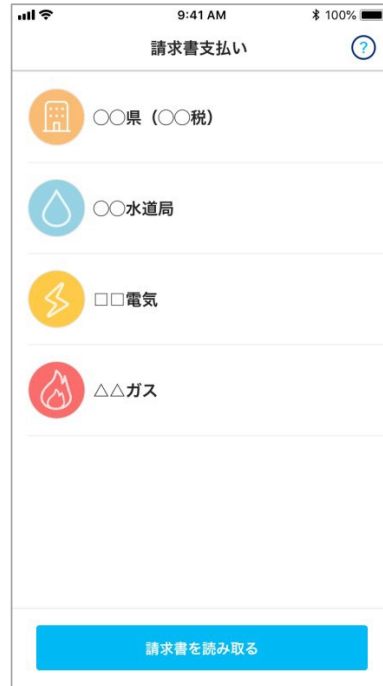 9:41 AM
100%
請求書支払い
?
○○県（○○税）
○○水道局
□□電気
△△ガス
請求書を読み取る